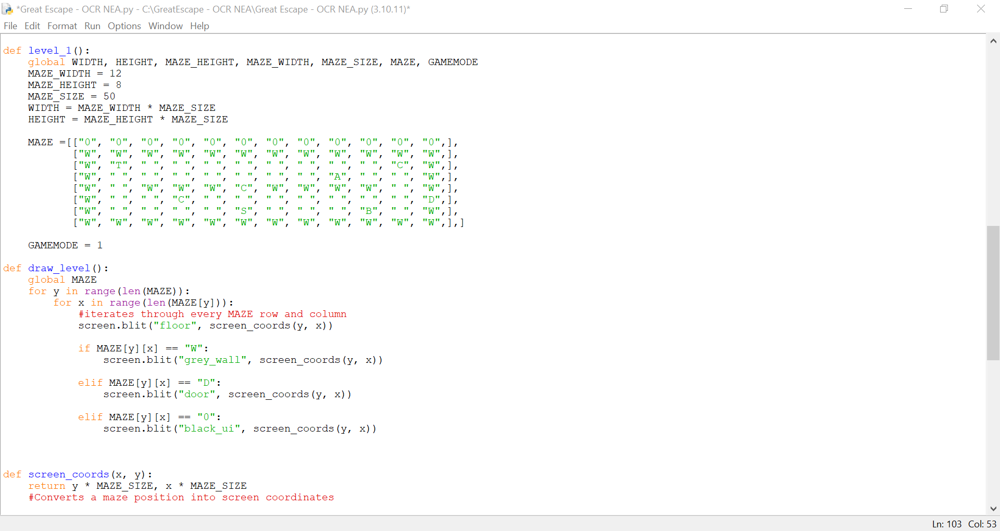 *Great Escape - OCR NEA.py - C:\GreatEscape - OCR NEA\Great Escape - OCR NEA.py (3.10.11)*
File Edit Format Run Options Window Help
def level_1():
    global WIDTH, HEIGHT, MAZE_HEIGHT, MAZE_WIDTH, MAZE_SIZE, MAZE, GAMEMODE
    MAZE_WIDTH = 12
    MAZE_HEIGHT = 8
    MAZE_SIZE = 50
    WIDTH = MAZE_WIDTH * MAZE_SIZE
    HEIGHT = MAZE_HEIGHT * MAZE_SIZE
    MAZE =[["0", "0", "0", "0", "0", "0", "0", "0", "0", "0", "0", "0",],
           ["W", "W", "W", "W", "W", "W", "W", "W", "W", "W", "W", "W",],
           ["W", "T", " ", " ", " ", " ", " ", " ", " ", " ", "C", "W",],
           ["W", " ", " ", " ", " ", " ", " ", " ", "A", " ", " ", "W",],
           ["W", " ", "W", "W", "W", "C", "W", "W", "W", "W", " ", "W",],
           ["W", " ", " ", "C", " ", " ", " ", " ", " ", " ", " ", "D",],
           ["W", " ", " ", " ", " ", "S", " ", " ", " ", "B", " ", "W",],
           ["W", "W", "W", "W", "W", "W", "W", "W", "W", "W", "W", "W",],]
    GAMEMODE = 1
def draw_level():
    global MAZE
    for y in range(len(MAZE)):
        for x in range(len(MAZE[y])):
            #iterates through every MAZE row and column
            screen.blit("floor", screen_coords(y, x))
            if MAZE[y][x] == "W":
                screen.blit("grey_wall", screen_coords(y, x))
            elif MAZE[y][x] == "D":
                screen.blit("door", screen_coords(y, x))
            elif MAZE[y][x] == "0":
                screen.blit("black_ui", screen_coords(y, x))
def screen_coords(x, y):
    return y * MAZE_SIZE, x * MAZE_SIZE
    #Converts a maze position into screen coordinates
Ln: 103 Col: 53